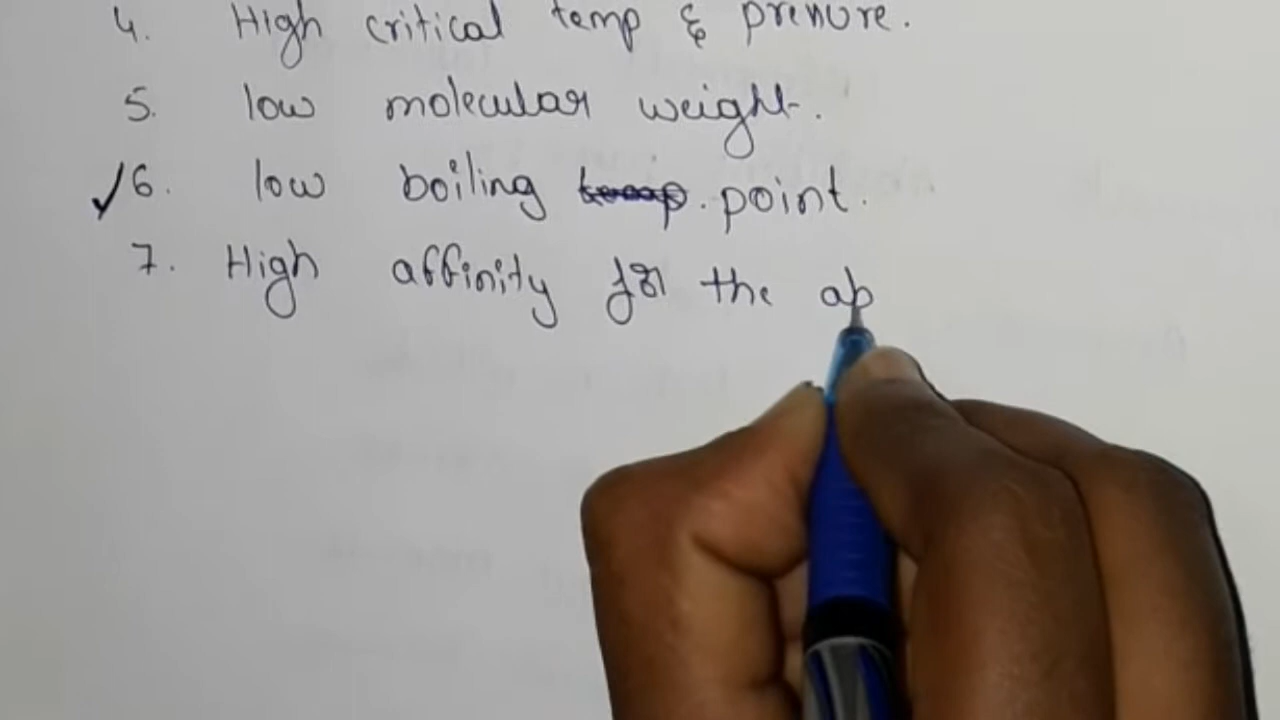 4. High critical temp & pressure.
5. low molecular weight.
✓6. low boiling temp. point.
7. High affinity for the ab